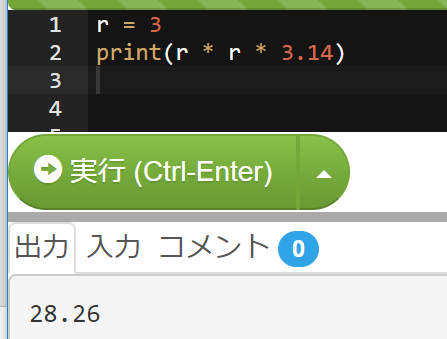 1 r = 3
2 print(r * r * 3.14)
3
4
実行 (Ctrl-Enter)
出力 入力 コメント 0
28.26